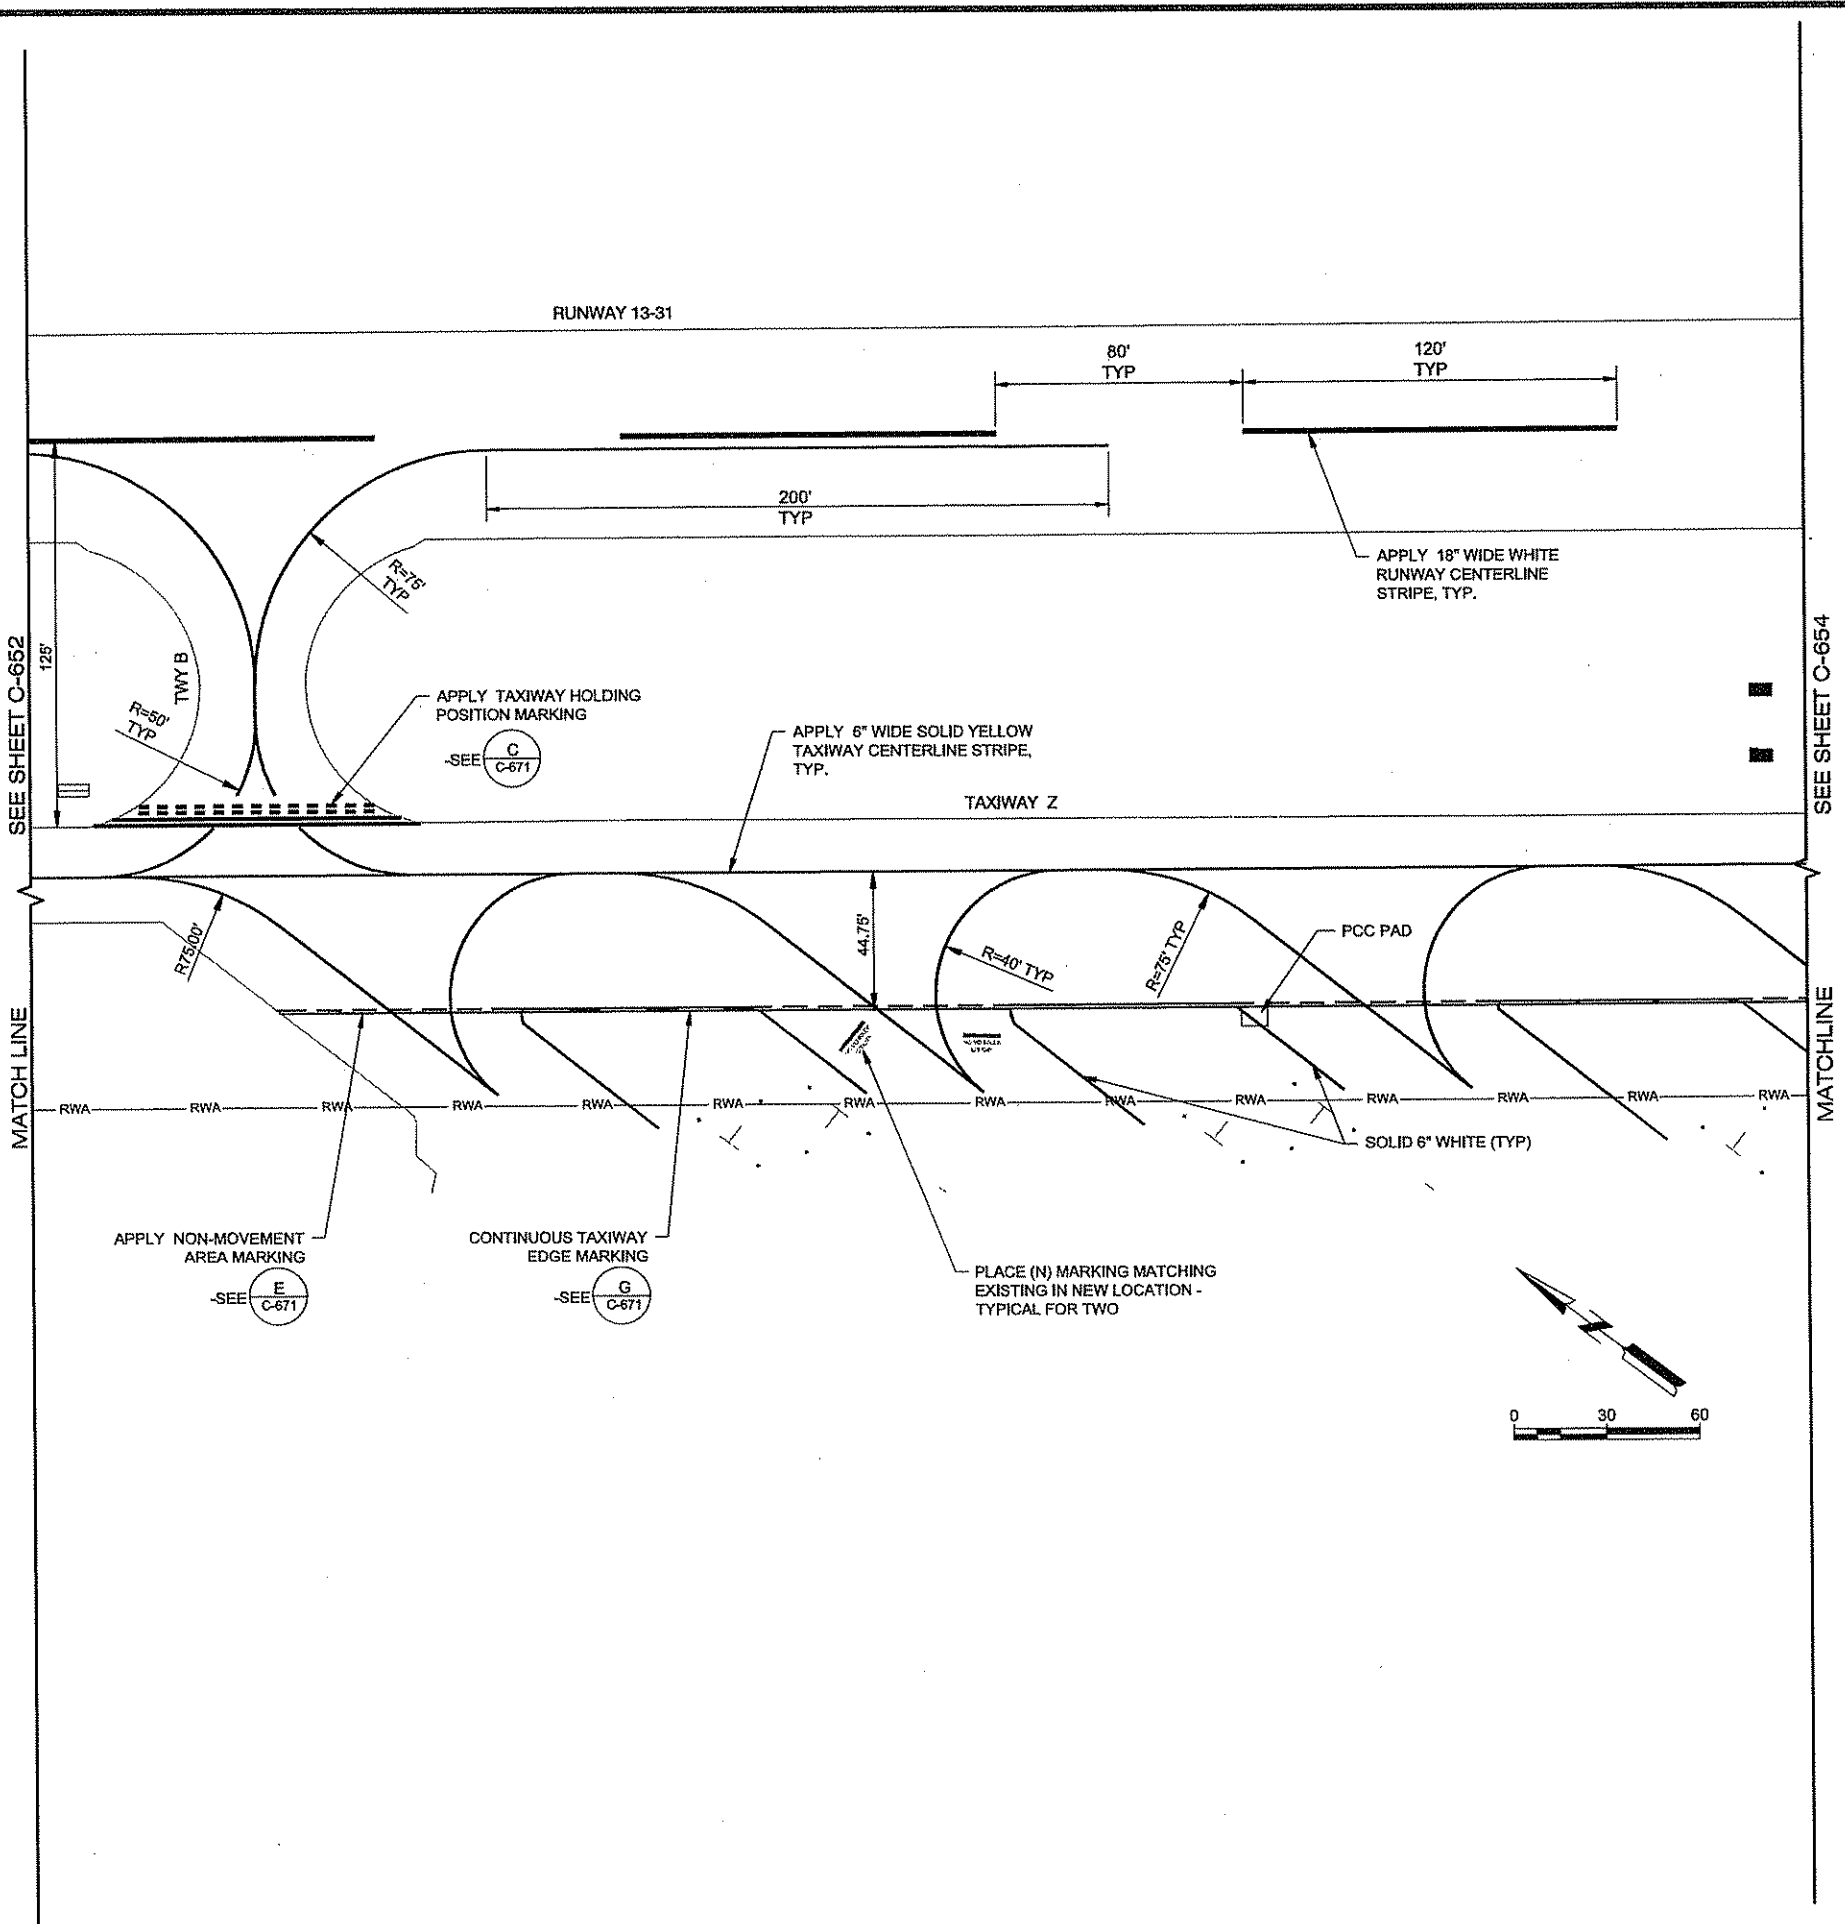 RUNWAY 13-31
80'
TYP
120'
TYP
200'
TYP
R=75'
TYP
APPLY 18" WIDE WHITE
RUNWAY CENTERLINE
STRIPE, TYP.
SEE SHEET C-652
125'
TWY B
R=50'
TYP
APPLY TAXIWAY HOLDING
POSITION MARKING
-SEE C
C-671
APPLY 6" WIDE SOLID YELLOW
TAXIWAY CENTERLINE STRIPE,
TYP.
TAXIWAY Z
SEE SHEET C-654
R75.00'
44.75'
R=40' TYP
R=75' TYP
PCC PAD
MATCH LINE
MATCHLINE
RWA RWA RWA RWA RWA RWA RWA RWA RWA RWA RWA RWA RWA RWA
SOLID 6" WHITE (TYP)
APPLY NON-MOVEMENT
AREA MARKING
-SEE E
C-671
CONTINUOUS TAXIWAY
EDGE MARKING
-SEE G
C-671
PLACE (N) MARKING MATCHING
EXISTING IN NEW LOCATION -
TYPICAL FOR TWO
0 30 60